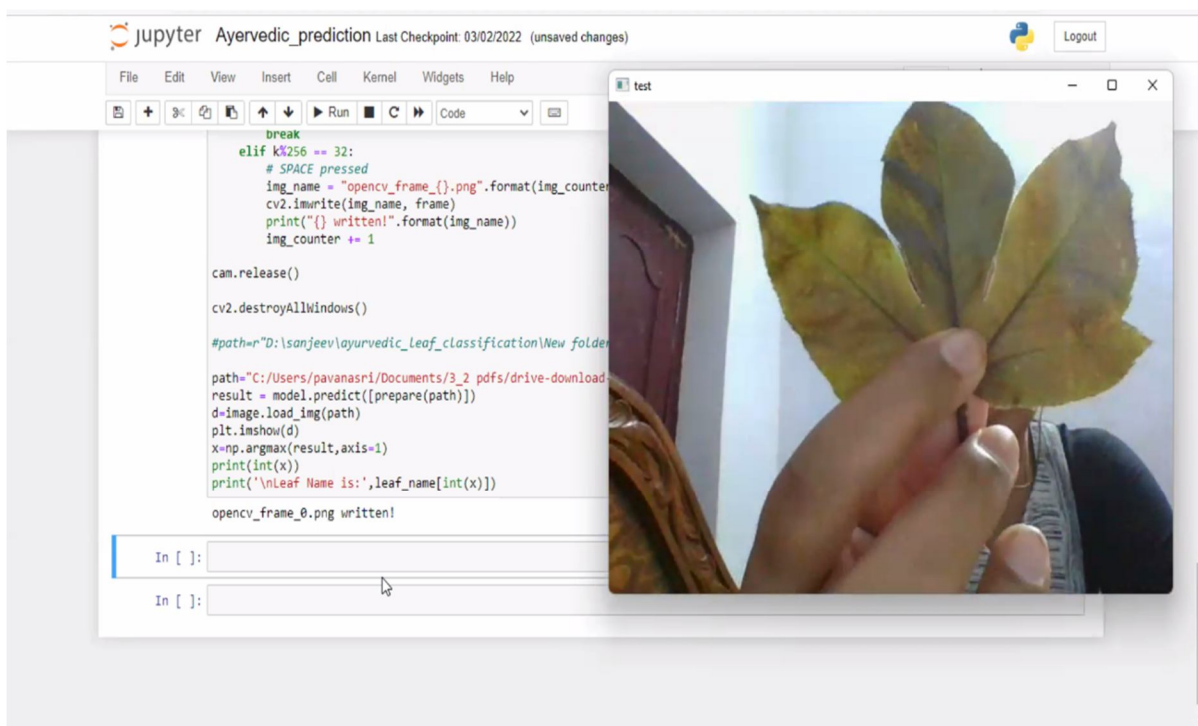 jupyter Ayervedic_prediction Last Checkpoint: 03/02/2022 (unsaved changes)
Logout
File Edit View Insert Cell Kernel Widgets Help
Run Code
test
break
elif k%256 == 32:
# SPACE pressed
img_name = "opencv_frame_{}.png".format(img_counter
cv2.imwrite(img_name, frame)
print("{} written!".format(img_name))
img_counter += 1
cam.release()
cv2.destroyAllWindows()
#path=r"D:\sanjeev\ayurvedic_leaf_classification\New folder
path="C:/Users/pavanasri/Documents/3_2 pdfs/drive-download-
result = model.predict([prepare(path)])
d=image.load_img(path)
plt.imshow(d)
x=np.argmax(result,axis=1)
print(int(x))
print('\nLeaf Name is:',leaf_name[int(x)])
opencv_frame_0.png written!
In [ ]:
In [ ]: